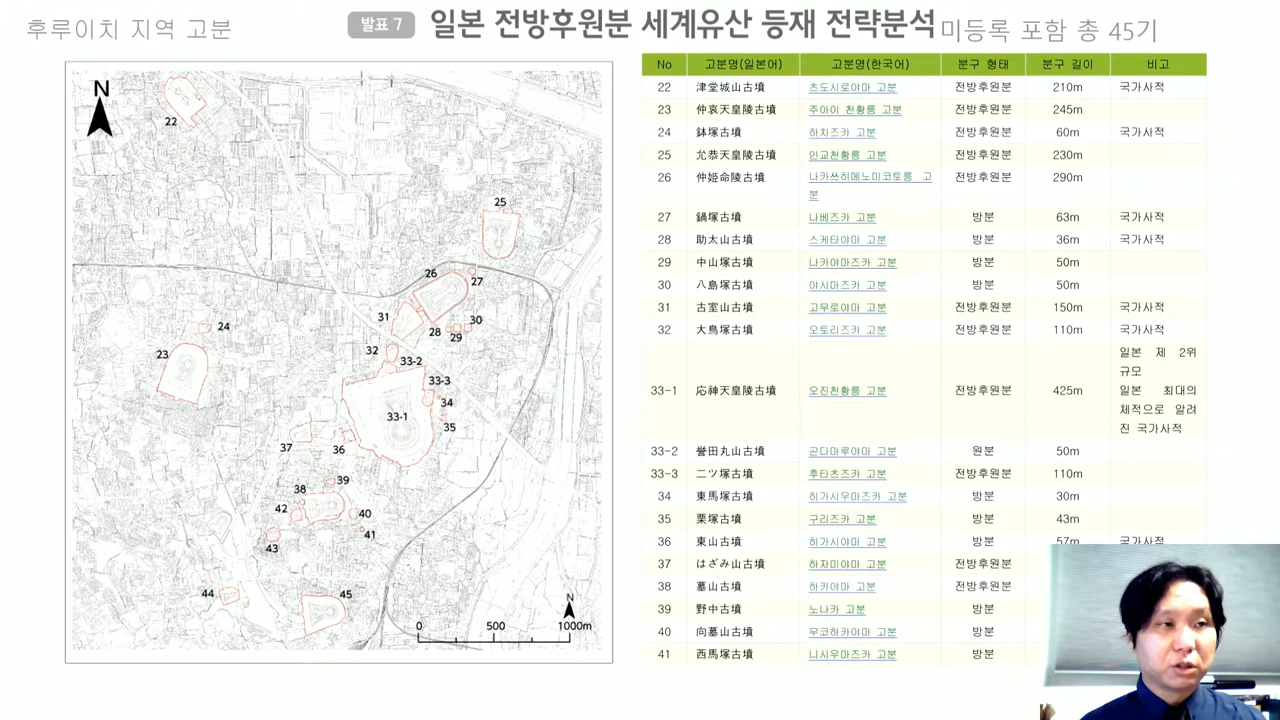 후루이치 지역 고분
발표 7
일본 전방후원분 세계유산 등재 전략분석
미등록 포함 총 45기
N
22
25
26
27
31
28
30
29
24
32
33-2
23
33-3
34
33-1
35
37
36
39
38
42
40
41
43
44
45
N
0 500 1000m
No 고분명(일본어) 고분명(한국어) 분구 형태 분구 길이 비고
22 津堂城山古墳 츠도시로야마 고분 전방후원분 210m 국가사적
23 仲哀天皇陵古墳 주아이 천황릉 고분 전방후원분 245m
24 鉢塚古墳 하치즈카 고분 전방후원분 60m 국가사적
25 允恭天皇陵古墳 인교천황릉 고분 전방후원분 230m
26 仲姫命陵古墳 나카쓰히메노미코토릉 고 전방후원분 290m
분
27 鍋塚古墳 나베즈카 고분 방분 63m 국가사적
28 助太山古墳 스케타야마 고분 방분 36m 국가사적
29 中山塚古墳 나카야마즈카 고분 방분 50m
30 八島塚古墳 야시마즈카 고분 방분 50m
31 古室山古墳 고무로야마 고분 전방후원분 150m 국가사적
32 大鳥塚古墳 오토리즈카 고분 전방후원분 110m 국가사적
33-1 応神天皇陵古墳 오진천황릉 고분 전방후원분 425m 일본 제 2위
규모
일본 최대의
체적으로 알려
진 국가사적
33-2 誉田丸山古墳 곤다마루야마 고분 원분 50m
33-3 二ツ塚古墳 후타츠즈카 고분 전방후원분 110m
34 東馬塚古墳 히가시우마즈카 고분 방분 30m
35 栗塚古墳 구리즈카 고분 방분 43m
36 東山古墳 히가시야마 고분 방분 57m 국가사적
37 はざみ山古墳 하자미야마 고분 전방후원분
38 墓山古墳 하카야마 고분 전방후원분
39 野中古墳 노나카 고분 방분
40 向墓山古墳 무코하카야마 고분 방분
41 西馬塚古墳 니시우마즈카 고분 방분